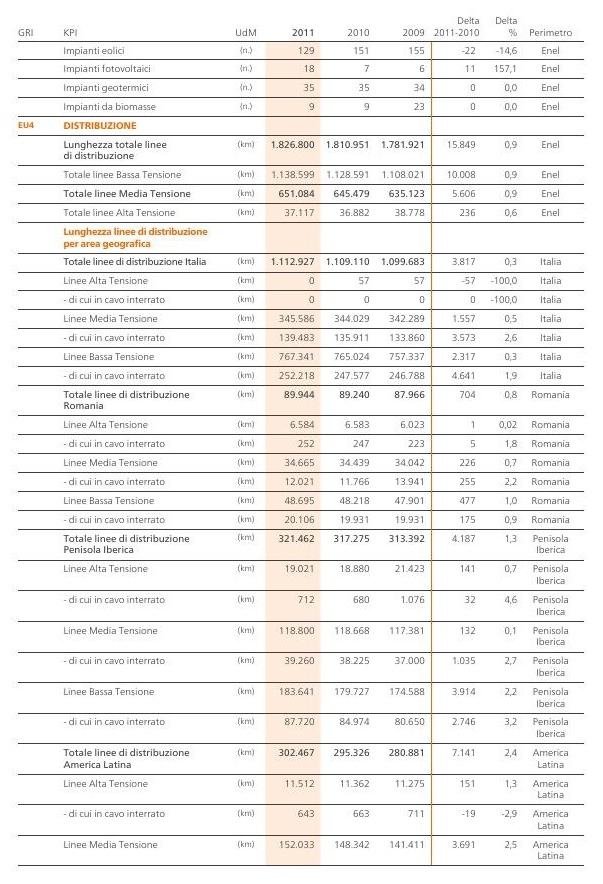 GRI KPI UdM 2011 2010 2009 Delta 2011-2010 Delta % Perimetro
Impianti eolici (n.) 129 151 155 -22 -14,6 Enel
Impianti fotovoltaici (n.) 18 7 6 11 157,1 Enel
Impianti geotermici (n.) 35 35 34 0 0,0 Enel
Impianti da biomasse (n.) 9 9 23 0 0,0 Enel
EU4 DISTRIBUZIONE
Lunghezza totale linee (km) 1.826.800 1.810.951 1.781.921 15.849 0,9 Enel
di distribuzione
Totale linee Bassa Tensione (km) 1.138.599 1.128.591 1.108.021 10.008 0,9 Enel
Totale linee Media Tensione (km) 651.084 645.479 635.123 5.606 0,9 Enel
Totale linee Alta Tensione (km) 37.117 36.882 38.778 236 0,6 Enel
Lunghezza linee di distribuzione
per area geografica
Totale linee di distribuzione Italia (km) 1.112.927 1.109.110 1.099.683 3.817 0,3 Italia
Linee Alta Tensione (km) 0 57 57 -57 -100,0 Italia
- di cui in cavo interrato (km) 0 0 0 0 -100,0 Italia
Linee Media Tensione (km) 345.586 344.029 342.289 1.557 0,5 Italia
- di cui in cavo interrato (km) 139.483 135.911 133.860 3.573 2,6 Italia
Linee Bassa Tensione (km) 767.341 765.024 757.337 2.317 0,3 Italia
- di cui in cavo interrato (km) 252.218 247.577 246.788 4.641 1,9 Italia
Totale linee di distribuzione (km) 89.944 89.240 87.966 704 0,8 Romania
Romania
Linee Alta Tensione (km) 6.584 6.583 6.023 1 0,02 Romania
- di cui in cavo interrato (km) 252 247 223 5 1,8 Romania
Linee Media Tensione (km) 34.665 34.439 34.042 226 0,7 Romania
- di cui in cavo interrato (km) 12.021 11.766 13.941 255 2,2 Romania
Linee Bassa Tensione (km) 48.695 48.218 47.901 477 1,0 Romania
- di cui in cavo interrato (km) 20.106 19.931 19.931 175 0,9 Romania
Totale linee di distribuzione (km) 321.462 317.275 313.392 4.187 1,3 Penisola
Penisola Iberica Iberica
Linee Alta Tensione (km) 19.021 18.880 21.423 141 0,7 Penisola
Iberica
- di cui in cavo interrato (km) 712 680 1.076 32 4,6 Penisola
Iberica
Linee Media Tensione (km) 118.800 118.668 117.381 132 0,1 Penisola
Iberica
- di cui in cavo interrato (km) 39.260 38.225 37.000 1.035 2,7 Penisola
Iberica
Linee Bassa Tensione (km) 183.641 179.727 174.588 3.914 2,2 Penisola
Iberica
- di cui in cavo interrato (km) 87.720 84.974 80.650 2.746 3,2 Penisola
Iberica
Totale linee di distribuzione (km) 302.467 295.326 280.881 7.141 2,4 America
America Latina Latina
Linee Alta Tensione (km) 11.512 11.362 11.275 151 1,3 America
Latina
- di cui in cavo interrato (km) 643 663 711 -19 -2,9 America
Latina
Linee Media Tensione (km) 152.033 148.342 141.411 3.691 2,5 America
Latina